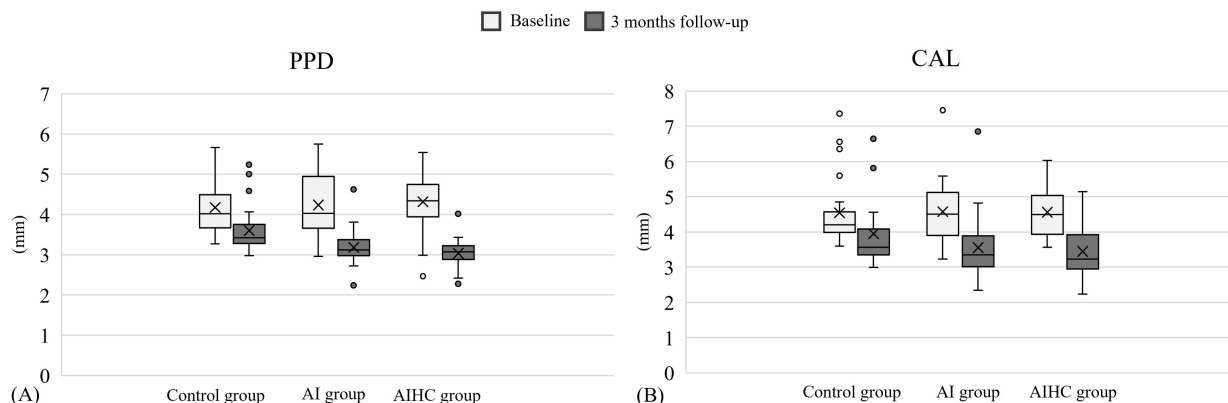 Baseline 3 months follow-up
PPD
7
6
5
4
3
2
1
0
(mm)
Control group AI group AIHC group
(A)
CAL
8
7
6
5
4
3
2
1
0
(mm)
Control group AI group AIHC group
(B)